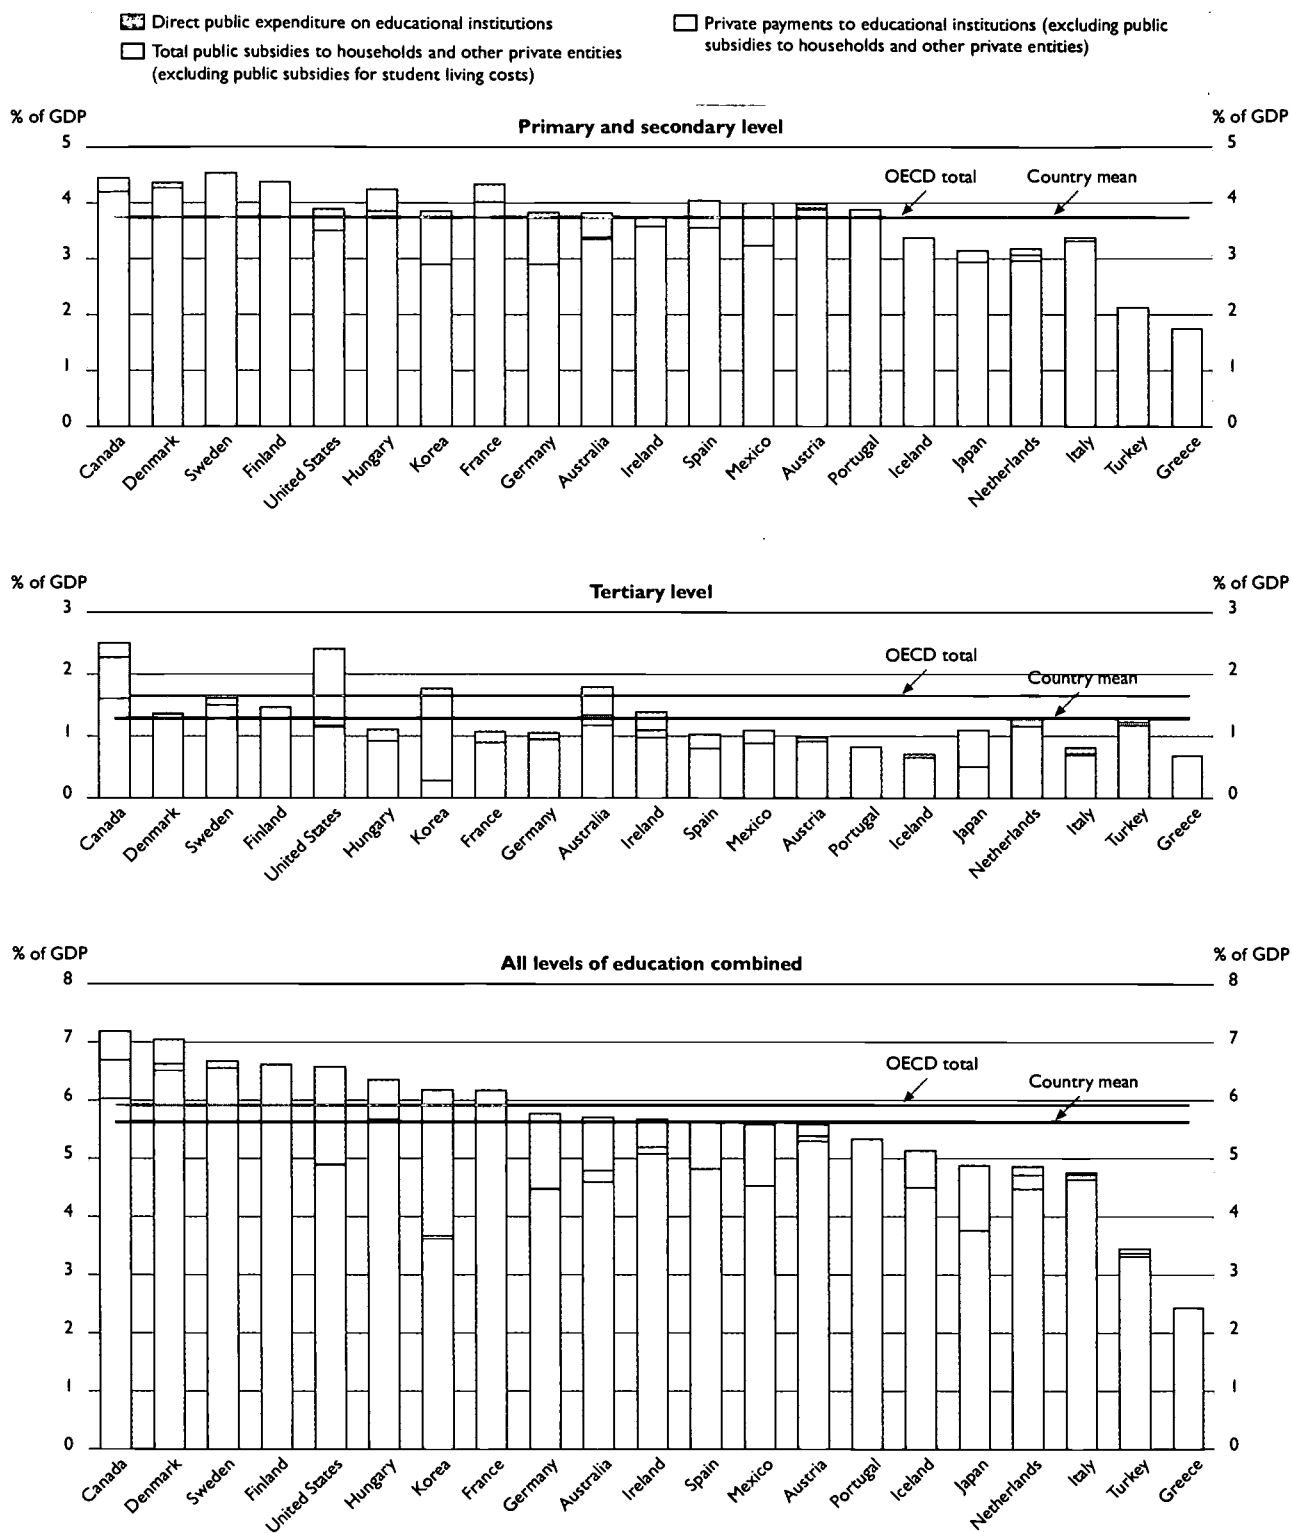 Direct public expenditure on educational institutions
Total public subsidies to households and other private entities
(excluding public subsidies for student living costs)
Private payments to educational institutions (excluding public
subsidies to households and other private entities)
% of GDP
Primary and secondary level
% of GDP
5 5
OECD total Country mean
4 4
3 3
2 2
1 1
0 0
Canada Denmark Sweden Finland United States Hungary Korea France Germany Australia Ireland Spain Mexico Austria Portugal Iceland Japan Netherlands Italy Turkey Greece
% of GDP
Tertiary level
% of GDP
3 3
OECD total
2 2
Country mean
1 1
0 0
Canada Denmark Sweden Finland United States Hungary Korea France Germany Australia Ireland Spain Mexico Austria Portugal Iceland Japan Netherlands Italy Turkey Greece
% of GDP
All levels of education combined
% of GDP
8 8
7 7
OECD total
Country mean
6 6
5 5
4 4
3 3
2 2
1 1
0 0
Canada Denmark Sweden Finland United States Hungary Korea France Germany Australia Ireland Spain Mexico Austria Portugal Iceland Japan Netherlands Italy Turkey Greece